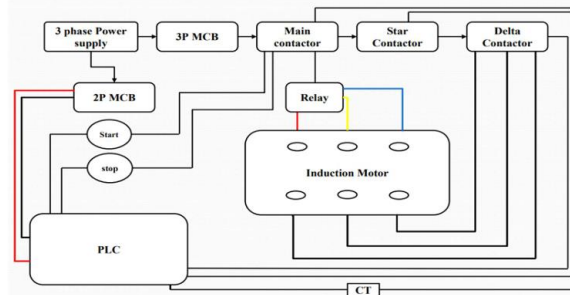 3 phase Power
supply
3P MCB
Main
contactor
Star
Contactor
Delta
Contactor
2P MCB
Relay
Start
stop
Induction Motor
PLC
CT